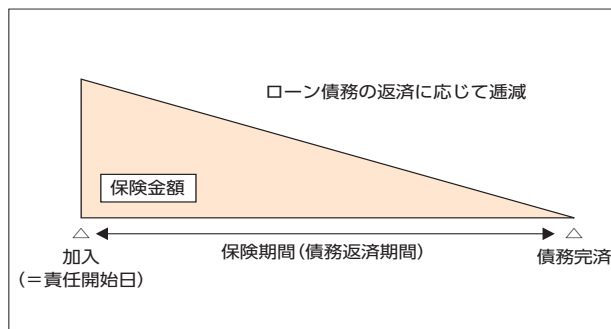 ローン債務の返済に応じて逓減
保険金額
加入
(=責任開始日)
保険期間(債務返済期間)
債務完済